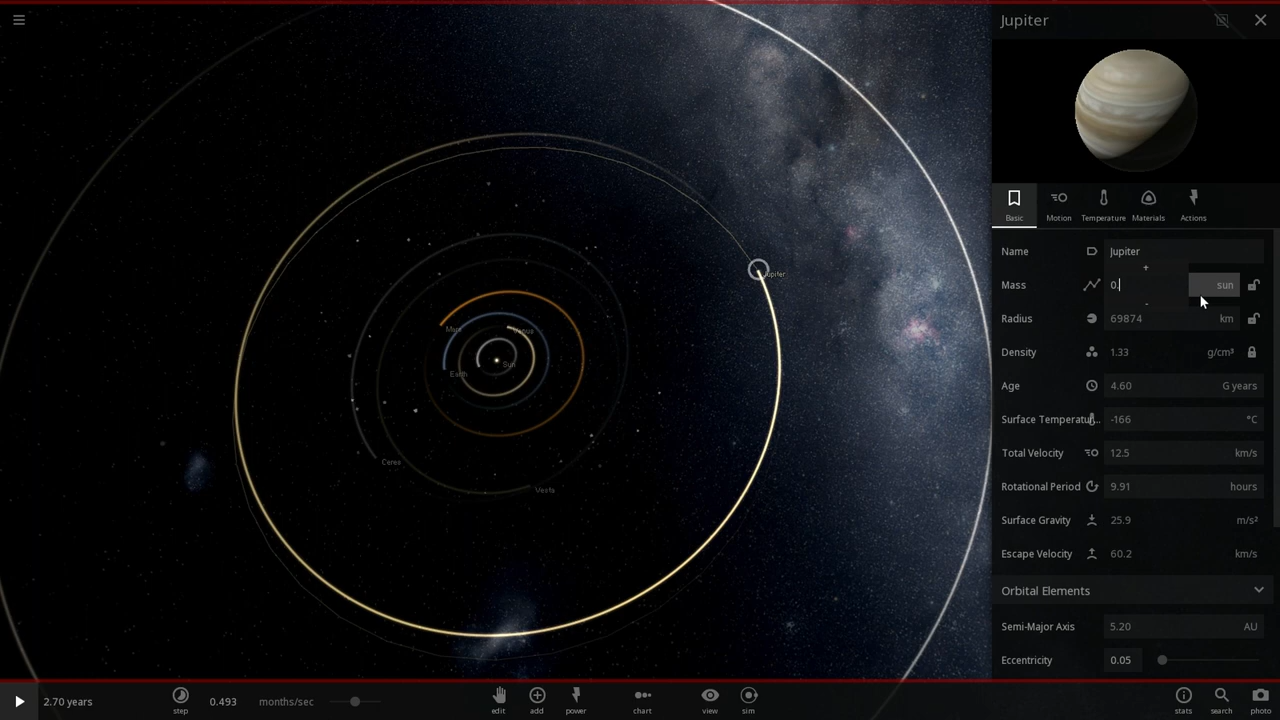 Jupiter
Basic Motion Temperature Materials Actions
Name Jupiter
+
Mass 0. sun
-
Radius 69874 km
Density 1.33 g/cm³
Age 4.60 G years
Surface Temperatur... -166 °C
Total Velocity 12.5 km/s
Rotational Period 9.91 hours
Surface Gravity 25.9 m/s²
Escape Velocity 60.2 km/s
Orbital Elements
Semi-Major Axis 5.20 AU
Eccentricity 0.05
Jupiter
Mars
Venus
Sun
Earth
Ceres
Vesta
2.70 years
step
0.493 months/sec
edit add power chart view sim
stats search photo